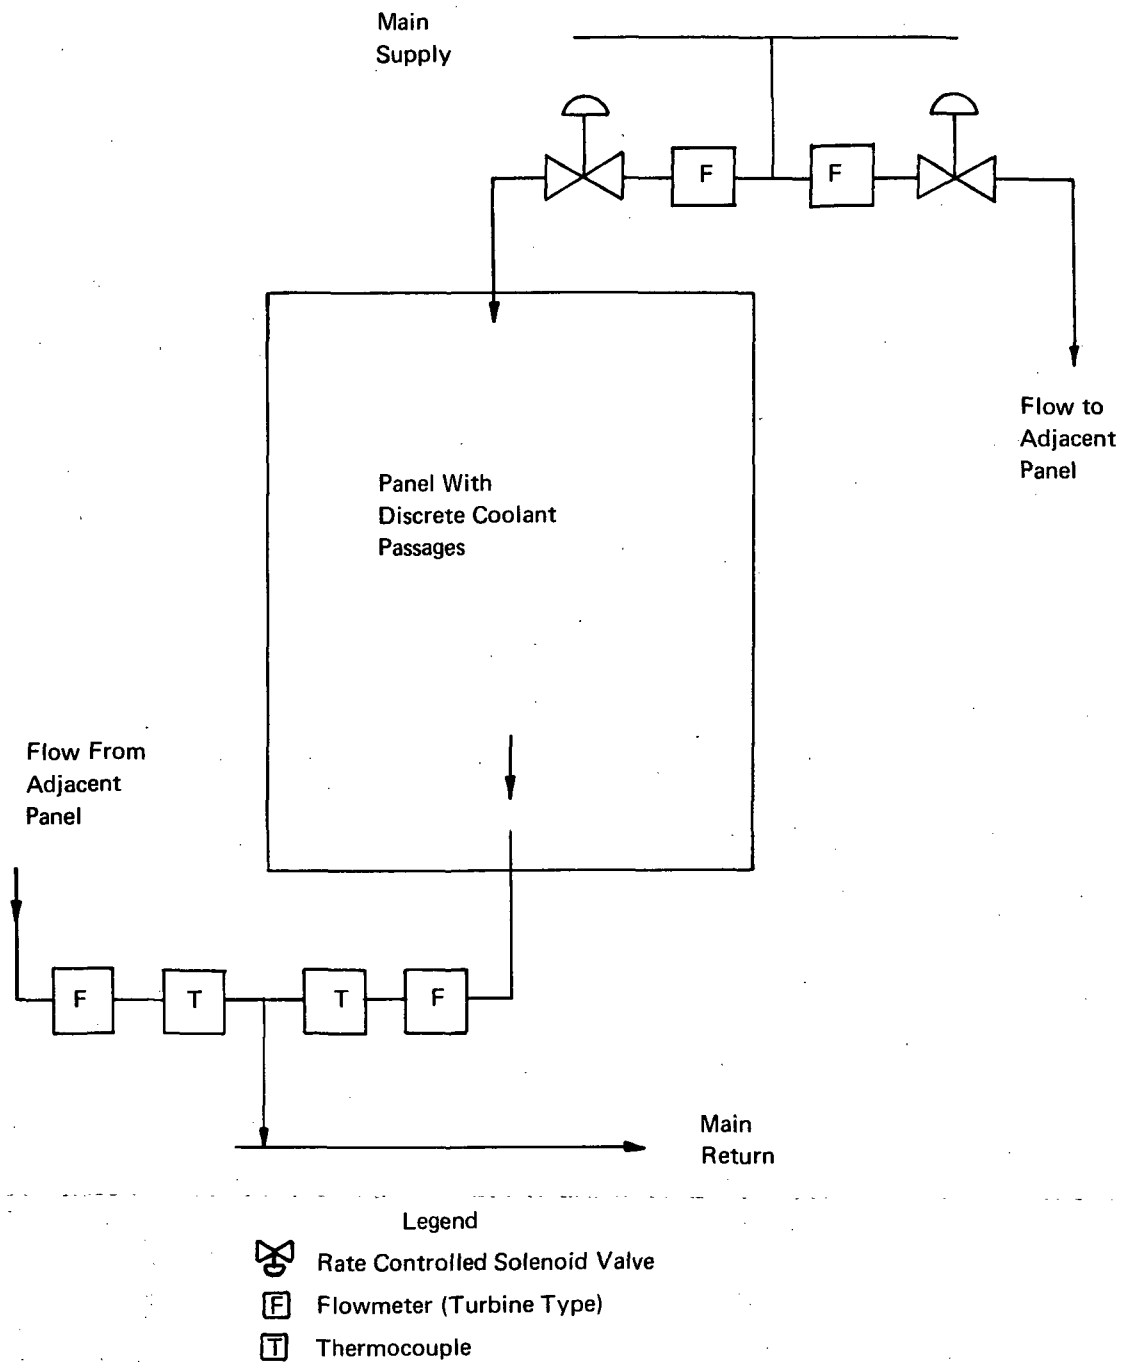 Main
Supply
F
F
Flow to
Adjacent
Panel
Panel With
Discrete Coolant
Passages
Flow From
Adjacent
Panel
F
T
T
F
Main
Return
Legend
Rate Controlled Solenoid Valve
F Flowmeter (Turbine Type)
T Thermocouple